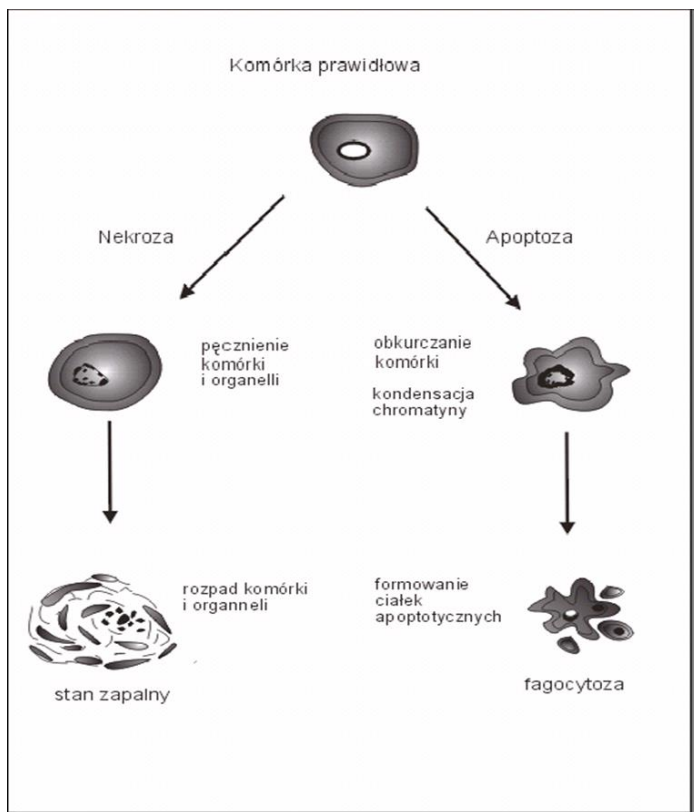 Komórka prawidłowa
Nekroza
Apoptoza
pęcznienie
komórki
i organelli
obkurczanie
komórki
kondensacja
chromatyny
rozpad komórki
i organneli
formowanie
ciałek
apoptotycznych
stan zapalny
fagocytoza